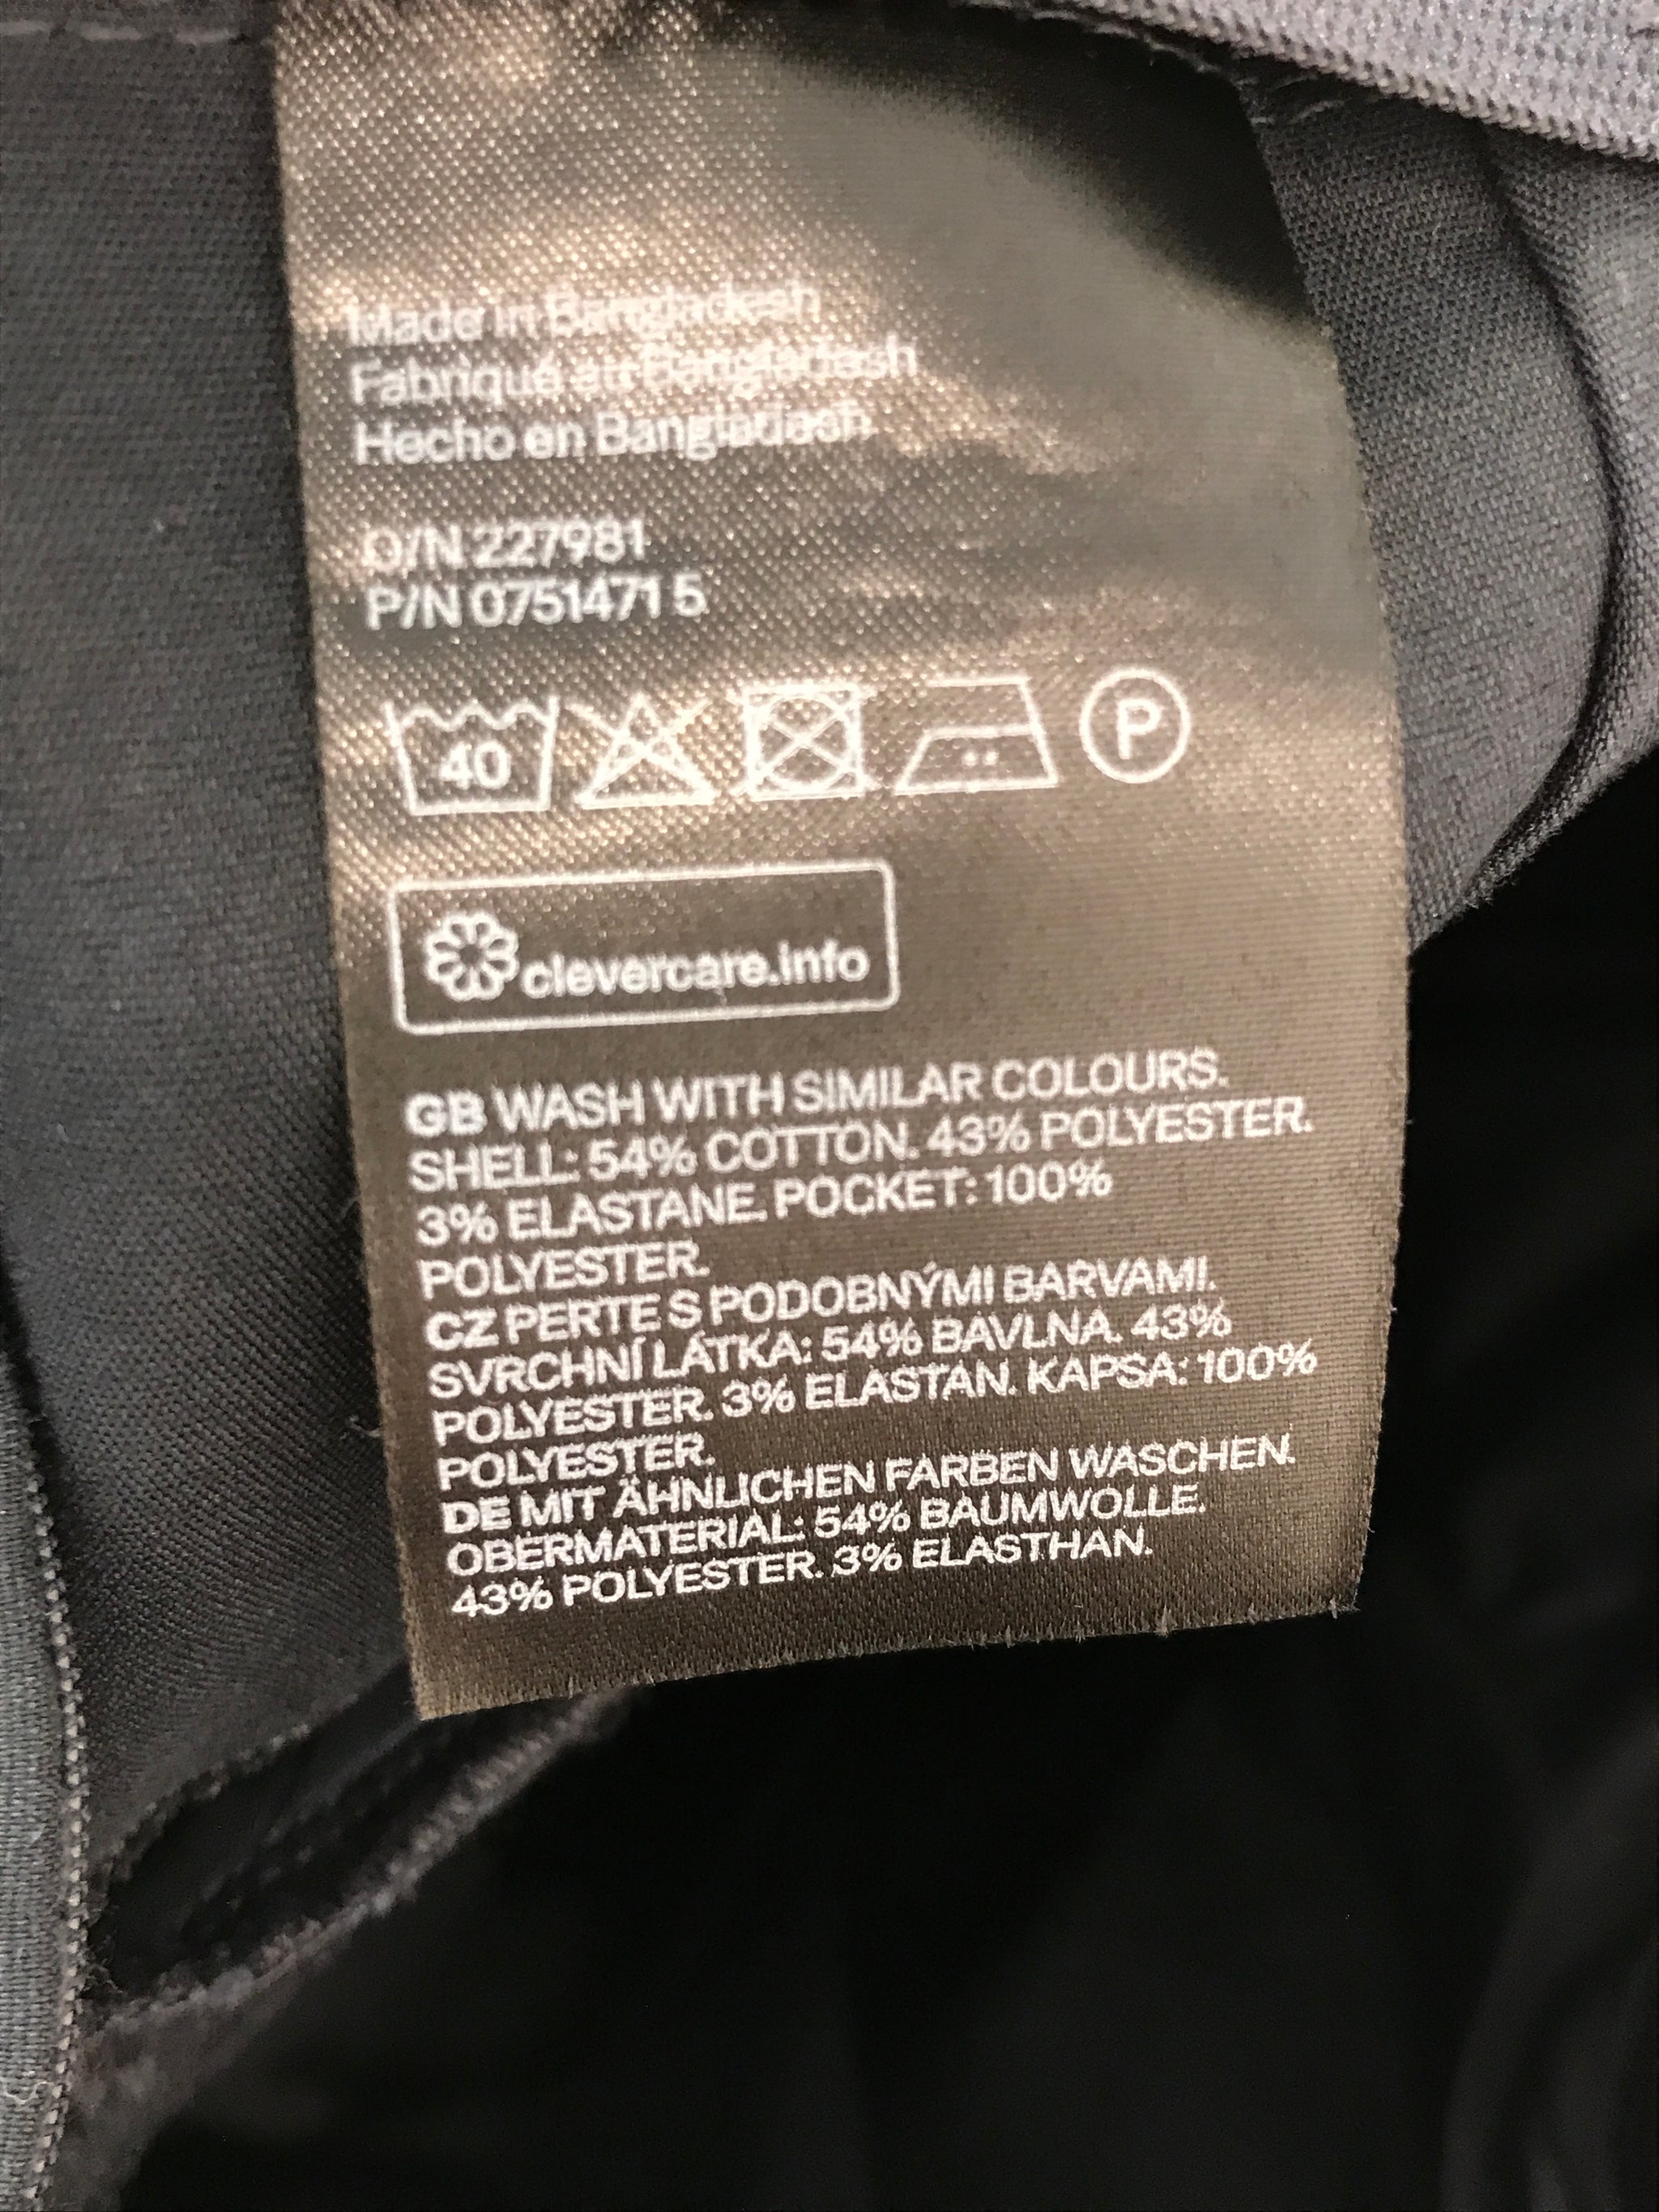 Made in Bangladesh
Fabriqué au Bangladesh
Hecho en Bangladesh
O/N 227981
P/N 0751471 5
40
P
clevercare.info
GB WASH WITH SIMILAR COLOURS.
SHELL: 54% COTTON. 43% POLYESTER.
3% ELASTANE. POCKET: 100%
POLYESTER.
CZ PERTE S PODOBNÝMI BARVAMI.
SVRCHNÍ LÁTKA: 54% BAVLNA. 43%
POLYESTER. 3% ELASTAN. KAPSA: 100%
POLYESTER.
DE MIT ÄHNLICHEN FARBEN WASCHEN.
OBERMATERIAL: 54% BAUMWOLLE.
43% POLYESTER. 3% ELASTHAN.